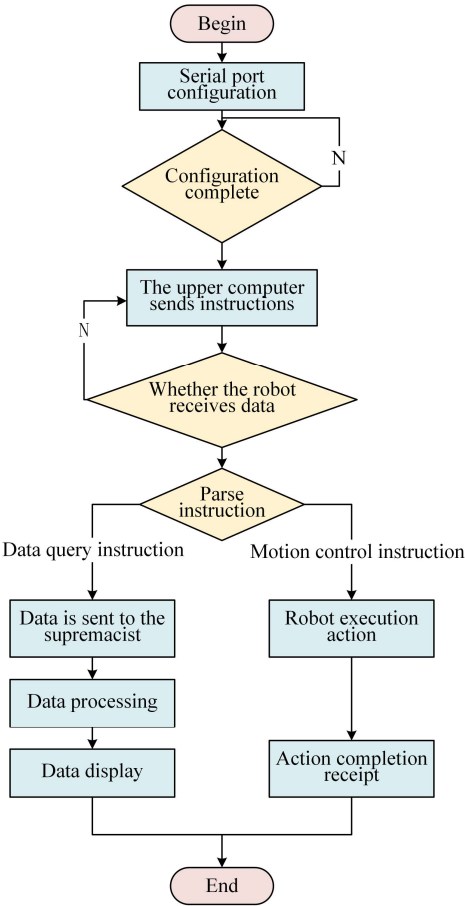 Begin
Serial port
configuration
N
Configuration
complete
The upper computer
sends instructions
N
Whether the robot
receives data
Parse
instruction
Data query instruction
Motion control instruction
Data is sent to the
supremacist
Robot execution
action
Data processing
Data display
Action completion
receipt
End